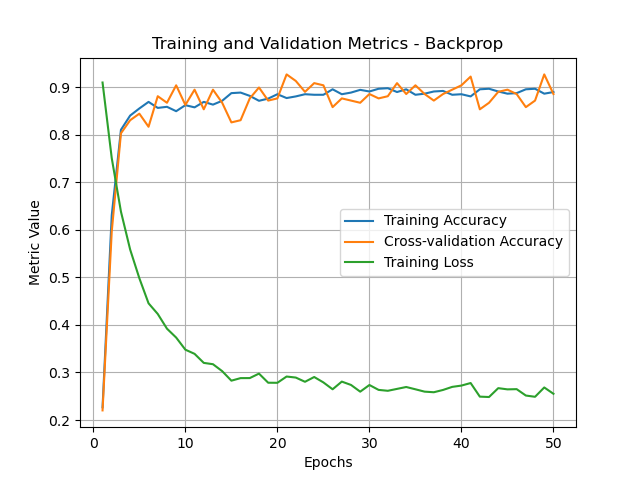 Training and Validation Metrics - Backprop
Metric Value
0.9
0.8
0.7
0.6
0.5
0.4
0.3
0.2
Training Accuracy
Cross-validation Accuracy
Training Loss
0 10 20 30 40 50
Epochs